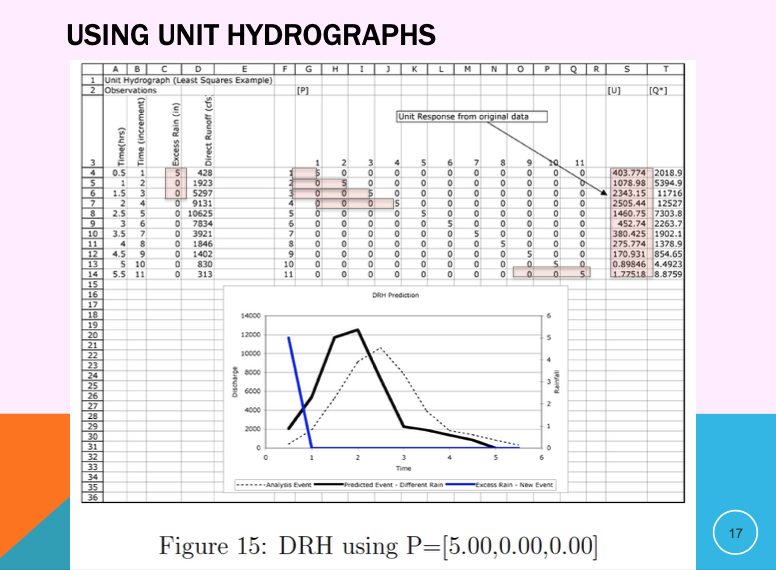 USING UNIT HYDROGRAPHS
A B C D E F G H I J K L M N O P Q R S T
1 Unit Hydrograph (Least Squares Example)
2 Observations [P] [U] [Q*]
Unit Response from original data
3 Time(hrs) Time (increment) Excess Rain (in) Direct Runoff (cfs) 1 2 3 4 5 6 7 8 9 10 11
4 0.5 1 5 428 1 5 0 0 0 0 0 0 0 0 0 0 403.774 2018.9
5 1 2 0 1923 2 0 5 0 0 0 0 0 0 0 0 0 1078.98 5394.9
6 1.5 3 0 5297 3 0 0 5 0 0 0 0 0 0 0 0 2343.15 11716
7 2 4 0 9131 4 0 0 0 5 0 0 0 0 0 0 0 2505.44 12527
8 2.5 5 0 10625 5 0 0 0 0 5 0 0 0 0 0 0 1460.75 7303.8
9 3 6 0 7834 6 0 0 0 0 0 5 0 0 0 0 0 452.74 2263.7
10 3.5 7 0 3921 7 0 0 0 0 0 0 5 0 0 0 0 380.425 1902.1
11 4 8 0 1846 8 0 0 0 0 0 0 0 5 0 0 0 275.774 1378.9
12 4.5 9 0 1402 9 0 0 0 0 0 0 0 0 5 0 0 170.931 854.65
13 5 10 0 830 10 0 0 0 0 0 0 0 0 0 5 0 0.89846 4.4923
14 5.5 11 0 313 11 0 0 0 0 0 0 0 0 0 0 5 1.77518 8.8759
15
16 DRH Prediction
17
18 14000 6
19
20 12000 5
21
22 10000
23 4
24 8000
25 Discharge 3 Rainfall
26 6000
27 2
28 4000
29
30 2000 1
31 0 0
32 0 1 2 3 4 5 6
33 Time
34
35 Analysis Event Predicted Event - Different Rain Excess Rain - New Event
36
Figure 15: DRH using P=[5.00,0.00,0.00]
17